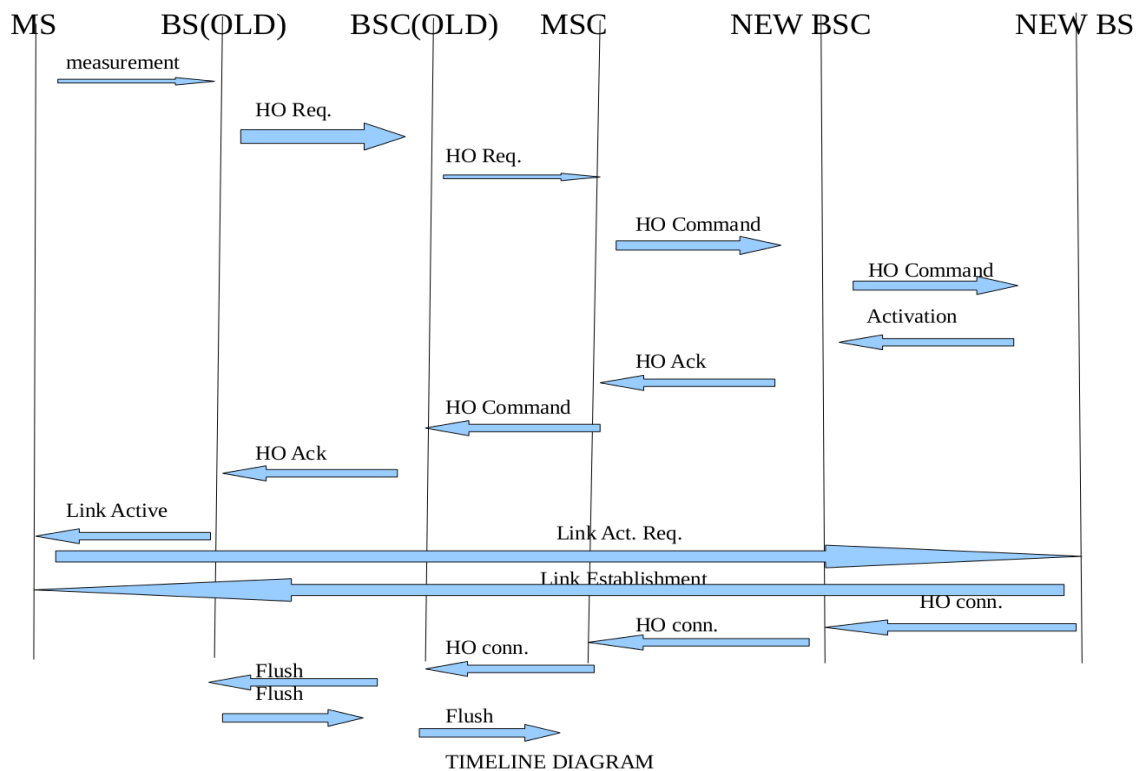 MS BS(OLD) BSC(OLD) MSC NEW BSC NEW BS
measurement
HO Req.
HO Req.
HO Command
HO Command
Activation
HO Ack
HO Command
HO Ack
Link Active
Link Act. Req.
Link Establishment
HO conn.
HO conn.
HO conn.
Flush
Flush
Flush
TIMELINE DIAGRAM